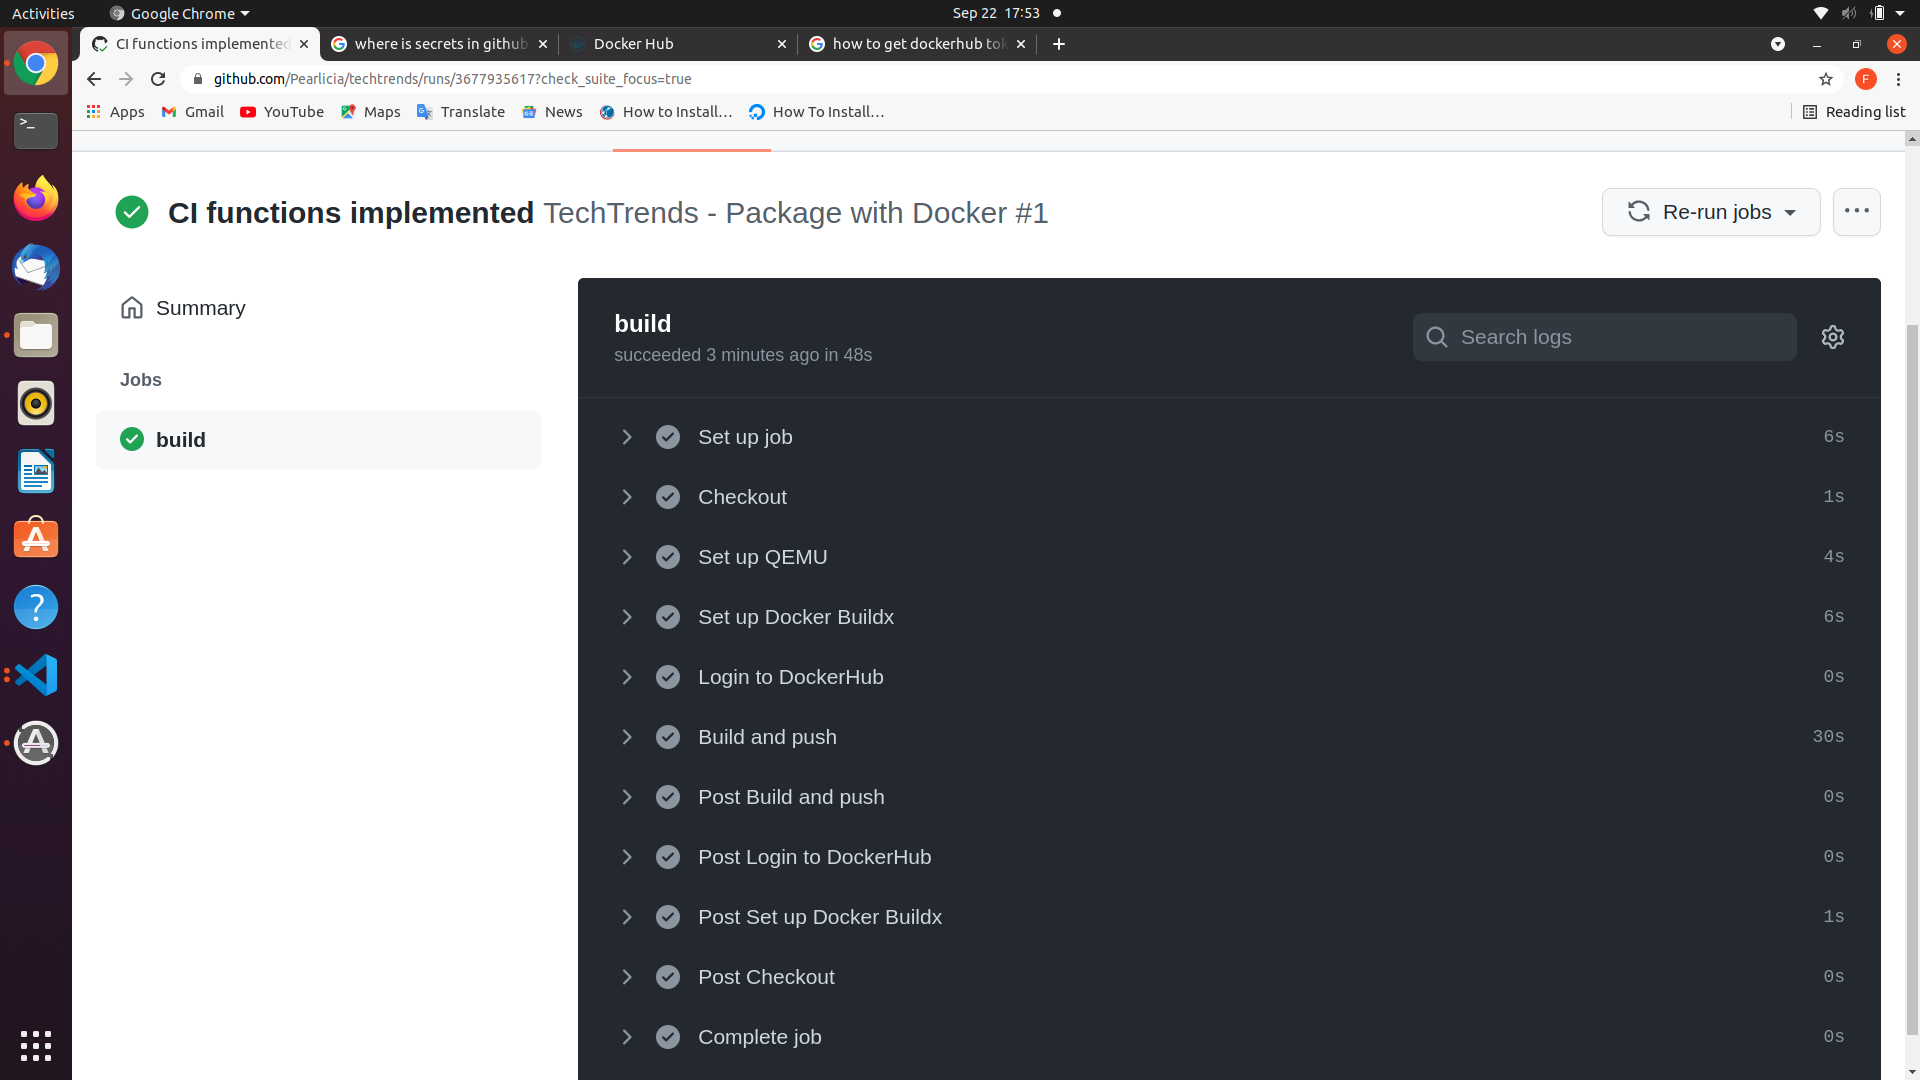 Activities
Google Chrome
Sep 22 17:53
CI functions implemented
where is secrets in github
Docker Hub
how to get dockerhub tok
github.com/Pearlicia/techtrends/runs/3677935617?check_suite_focus=true
F
Apps
Gmail
YouTube
Maps
Translate
News
How to Install…
How To Install…
Reading list
CI functions implemented TechTrends - Package with Docker #1
Re-run jobs
Summary
Jobs
build
build
succeeded 3 minutes ago in 48s
Search logs
Set up job 6s
Checkout 1s
Set up QEMU 4s
Set up Docker Buildx 6s
Login to DockerHub 0s
Build and push 30s
Post Build and push 0s
Post Login to DockerHub 0s
Post Set up Docker Buildx 1s
Post Checkout 0s
Complete job 0s